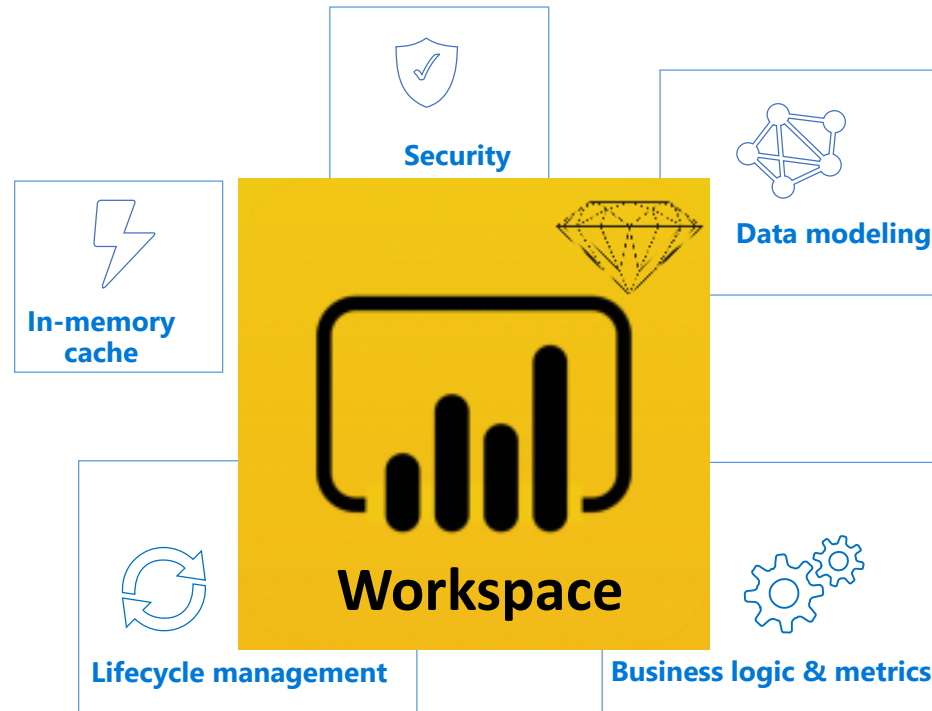 Security
Data modeling
In-memory
cache
Workspace
Lifecycle management
Business logic & metrics